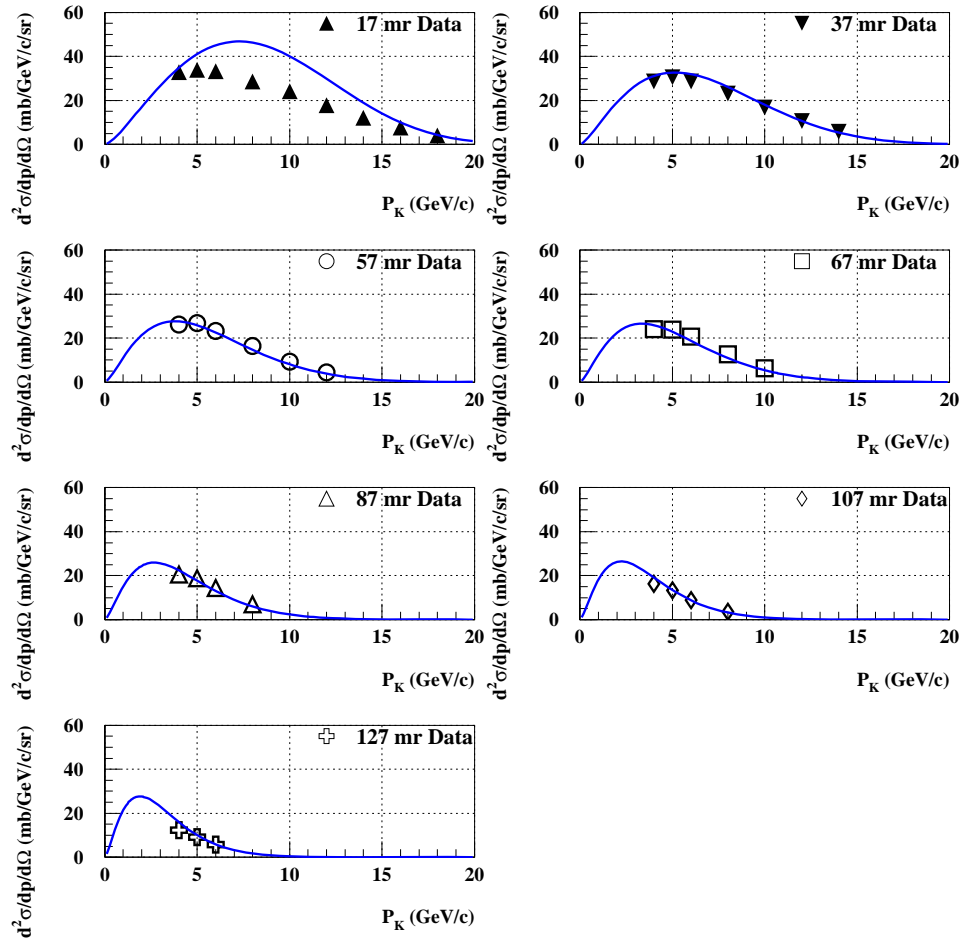 d²σ/dp/dΩ (mb/GeV/c/sr)
60
40
20
0
17 mr Data
0 5 10 15 20
P_K (GeV/c)
d²σ/dp/dΩ (mb/GeV/c/sr)
60
40
20
0
37 mr Data
0 5 10 15 20
P_K (GeV/c)
d²σ/dp/dΩ (mb/GeV/c/sr)
60
40
20
0
57 mr Data
0 5 10 15 20
P_K (GeV/c)
d²σ/dp/dΩ (mb/GeV/c/sr)
60
40
20
0
67 mr Data
0 5 10 15 20
P_K (GeV/c)
d²σ/dp/dΩ (mb/GeV/c/sr)
60
40
20
0
87 mr Data
0 5 10 15 20
P_K (GeV/c)
d²σ/dp/dΩ (mb/GeV/c/sr)
60
40
20
0
107 mr Data
0 5 10 15 20
P_K (GeV/c)
d²σ/dp/dΩ (mb/GeV/c/sr)
60
40
20
0
127 mr Data
0 5 10 15 20
P_K (GeV/c)